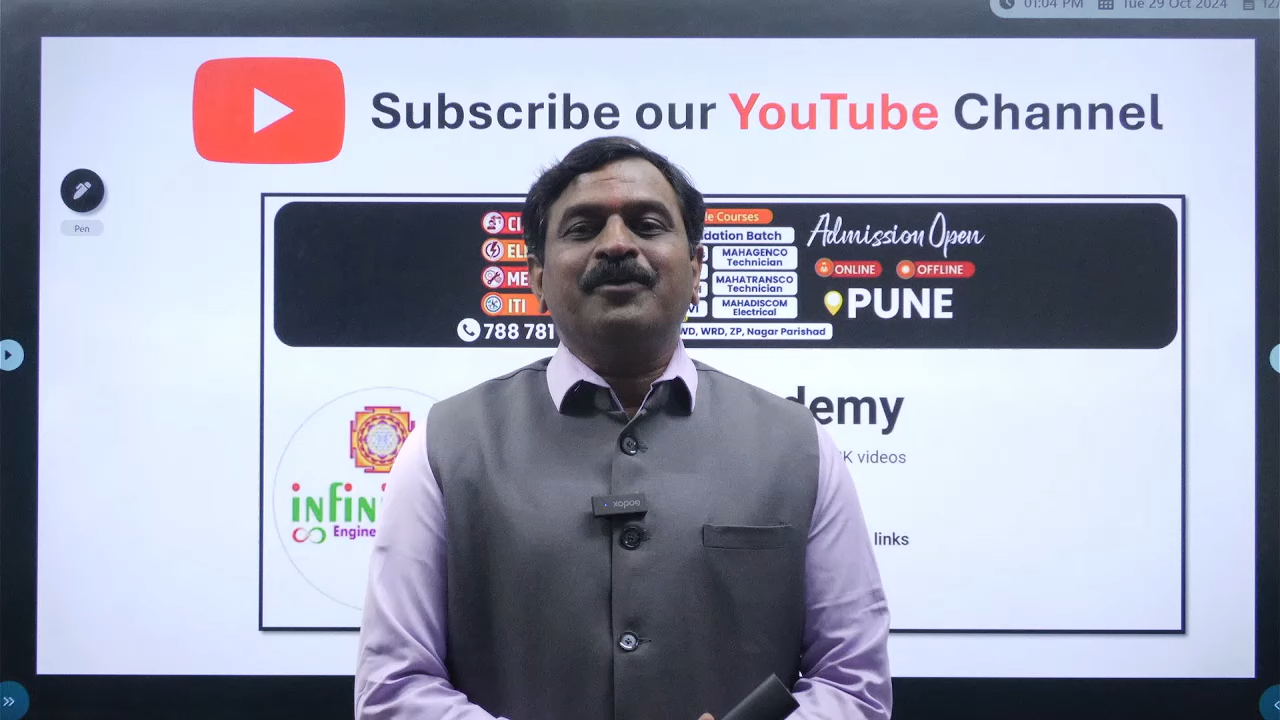 01:04 PM Tue 29 Oct 2024
Subscribe our YouTube Channel
Pen
le Courses
dation Batch
MAHAGENCO
Technician
MAHATRANSCO
Technician
MAHADISCOM
Electrical
WD, WRD, ZP, Nagar Parishad
CI
EL
ME
ITI
788 781
Admission Open
ONLINE OFFLINE
PUNE
demy
K videos
links
infin
Engine